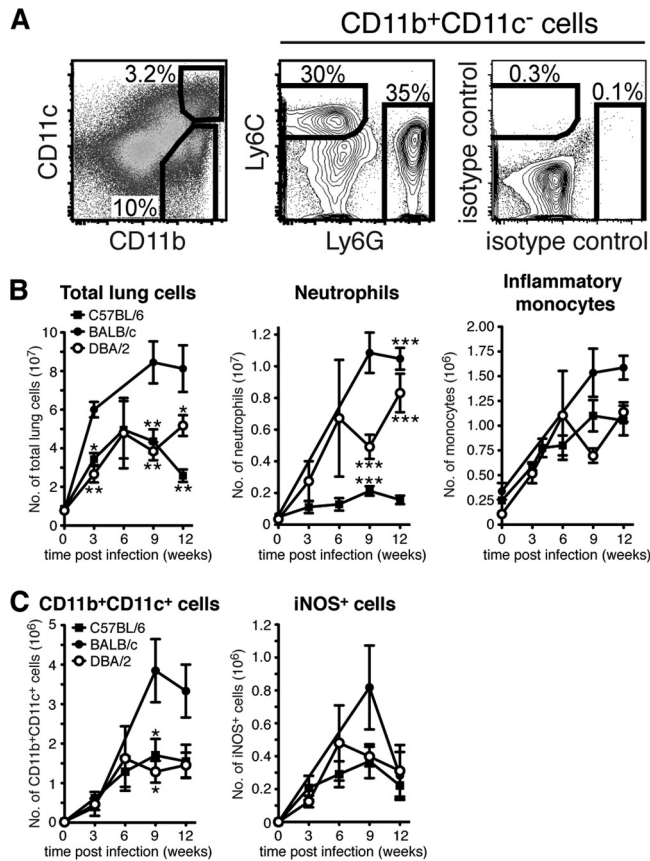 A
CD11b+CD11c- cells
3.2%
10%
CD11c
CD11b
30%
35%
Ly6C
Ly6G
0.3%
0.1%
isotype control
isotype control
B
Total lung cells
C57BL/6
BALB/c
DBA/2
No. of total lung cells (10⁷)
10
8
6
4
2
0
*
**
**
**
*
**
0 3 6 9 12
time post infection (weeks)
Neutrophils
No. of neutrophils (10⁷)
1.2
1.0
0.8
0.6
0.4
0.2
0
***
***
***
***
0 3 6 9 12
time post infection (weeks)
Inflammatory
monocytes
No. of monocytes (10⁶)
2.00
1.75
1.50
1.25
1.00
0.75
0.50
0.25
0
0 3 6 9 12
time post infection (weeks)
C
CD11b+CD11c+ cells
C57BL/6
BALB/c
DBA/2
No. of CD11b+CD11c+ cells (10⁶)
5
4
3
2
1
0
*
*
0 3 6 9 12
time post infection (weeks)
iNOS+ cells
No. of iNOS+ cells (10⁶)
1.2
1.0
0.8
0.6
0.4
0.2
0
0 3 6 9 12
time post infection (weeks)